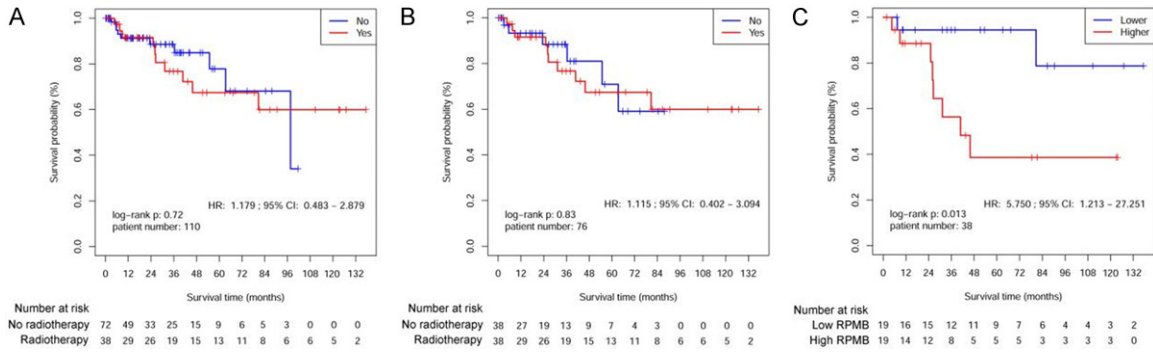 A
No
Yes
Survival probability (%)
1.0
0.8
0.6
0.4
0.2
0.0
HR: 1.179 ; 95% CI: 0.483 – 2.879
log−rank p: 0.72
patient number: 110
0 12 24 36 48 60 72 84 96 108 120 132
Survival time (months)
Number at risk
No radiotherapy 72 49 33 25 15 9 6 5 3 0 0 0
Radiotherapy 38 29 26 19 15 13 11 8 6 6 5 2
B
No
Yes
Survival probability (%)
1.0
0.8
0.6
0.4
0.2
0.0
HR: 1.115 ; 95% CI: 0.402 – 3.094
log−rank p: 0.83
patient number: 76
0 12 24 36 48 60 72 84 96 108 120 132
Survival time (months)
Number at risk
No radiotherapy 38 27 19 13 9 7 4 3 0 0 0 0
Radiotherapy 38 29 26 19 15 13 11 8 6 6 5 2
C
Lower
Higher
Survival probability (%)
1.0
0.8
0.6
0.4
0.2
0.0
HR: 5.750 ; 95% CI: 1.213 – 27.251
log−rank p: 0.013
patient number: 38
0 12 24 36 48 60 72 84 96 108 120 132
Survival time (months)
Number at risk
Low RPMB 19 16 15 12 11 9 7 6 4 4 3 2
High RPMB 19 14 12 8 5 5 5 3 3 3 3 0